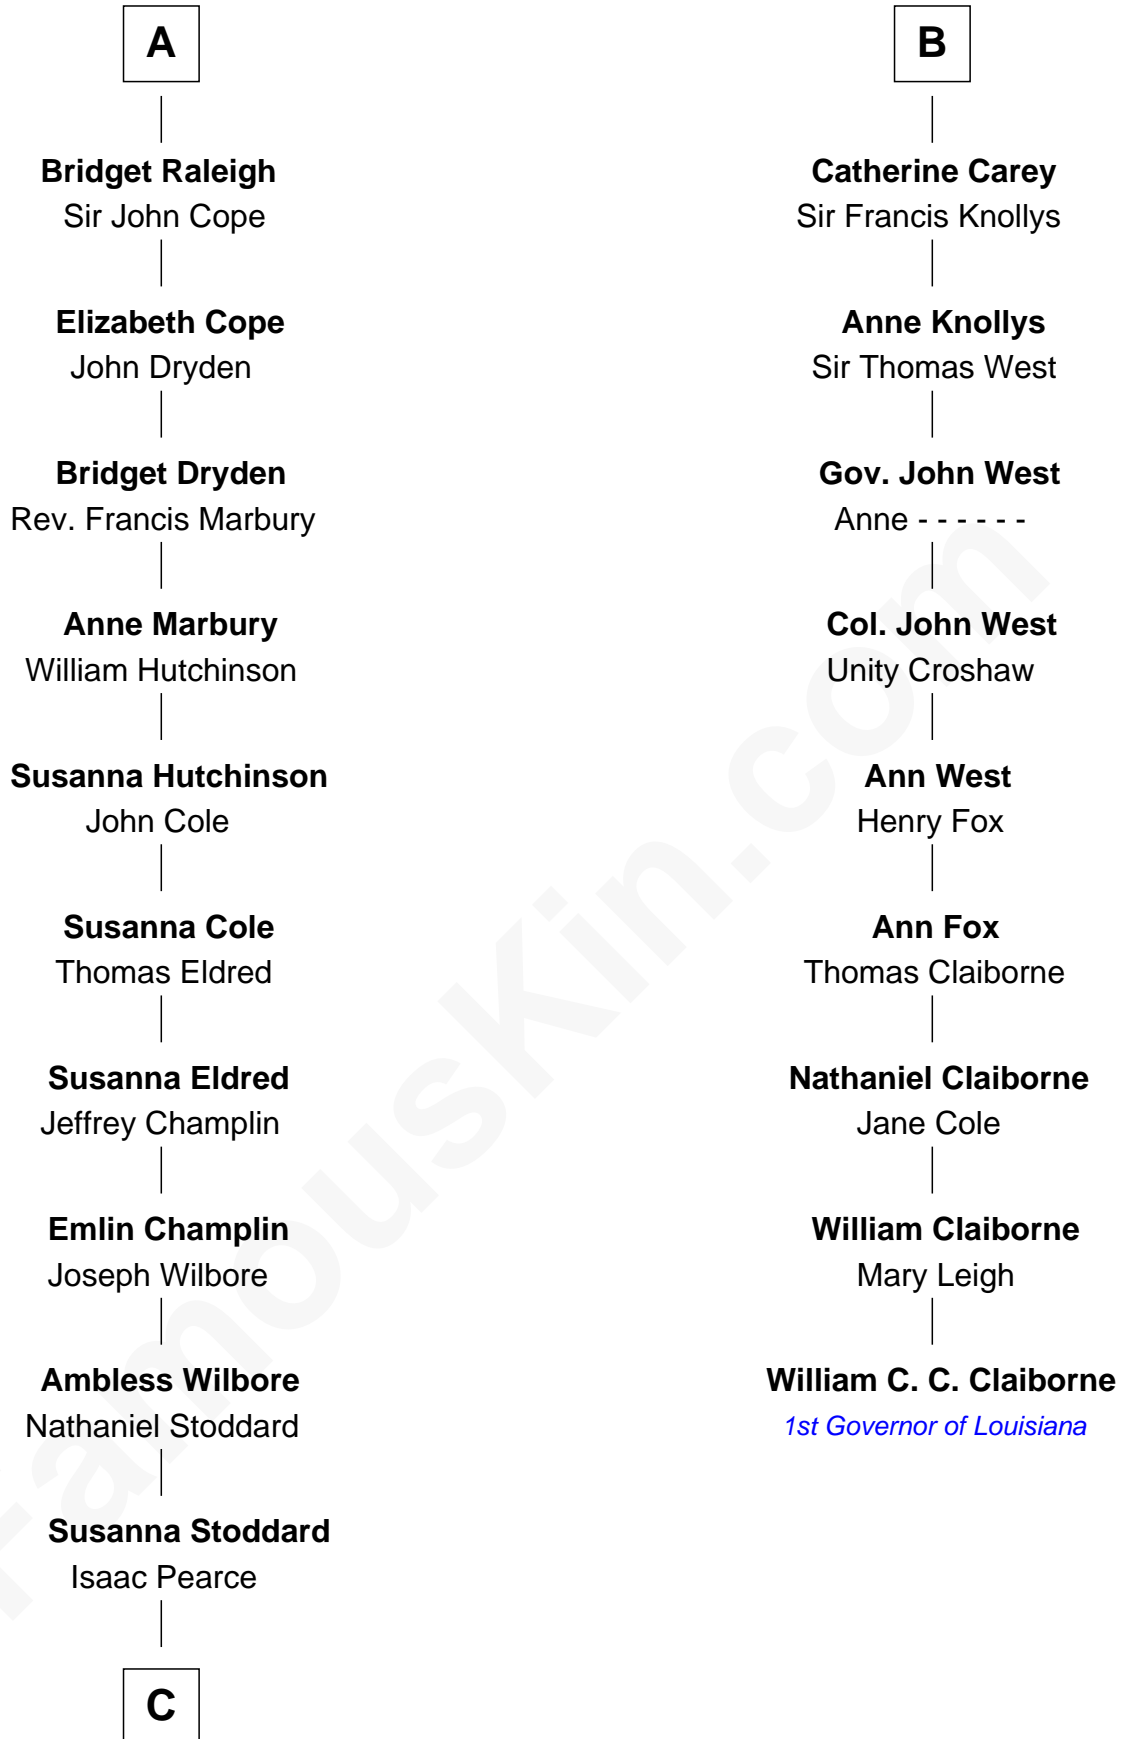 A
Bridget Raleigh
Sir John Cope
Elizabeth Cope
John Dryden
Bridget Dryden
Rev. Francis Marbury
Anne Marbury
William Hutchinson
Susanna Hutchinson
John Cole
Susanna Cole
Thomas Eldred
Susanna Eldred
Jeffrey Champlin
Emlin Champlin
Joseph Wilbore
Ambless Wilbore
Nathaniel Stoddard
Susanna Stoddard
Isaac Pearce
C
B
Catherine Carey
Sir Francis Knollys
Anne Knollys
Sir Thomas West
Gov. John West
Anne - - - - - -
Col. John West
Unity Croshaw
Ann West
Henry Fox
Ann Fox
Thomas Claiborne
Nathaniel Claiborne
Jane Cole
William Claiborne
Mary Leigh
William C. C. Claiborne
1st Governor of Louisiana
FamousKin.com